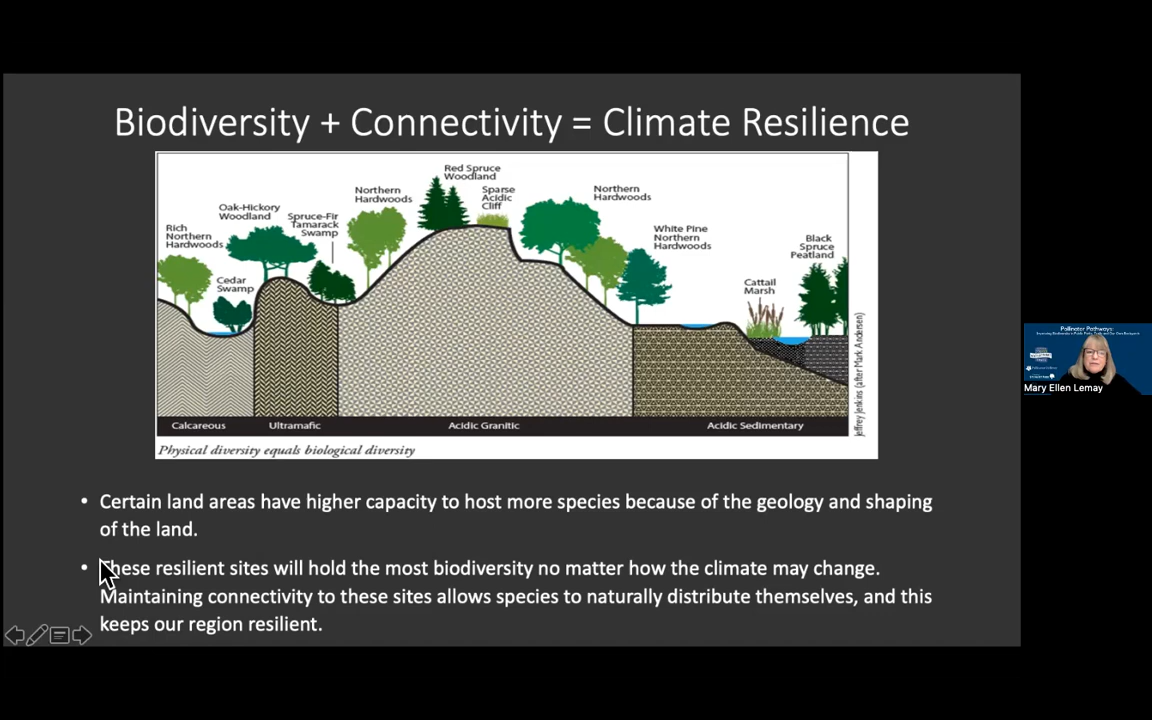 Biodiversity + Connectivity = Climate Resilience
Red Spruce
Woodland
Northern
Hardwoods
Sparse
Acidic
Cliff
Northern
Hardwoods
Oak-Hickory
Woodland
Spruce-Fir
Tamarack
Swamp
Rich
Northern
Hardwoods
White Pine
Northern
Hardwoods
Black
Spruce
Peatland
Cedar
Swamp
Cattail
Marsh
Jeffrey Jenkins (after Mark Andersen)
Calcareous
Ultramafic
Acidic Granitic
Acidic Sedimentary
Physical diversity equals biological diversity
Pollinator Pathways:
Mary Ellen Lemay
• Certain land areas have higher capacity to host more species because of the geology and shaping
of the land.
• These resilient sites will hold the most biodiversity no matter how the climate may change.
Maintaining connectivity to these sites allows species to naturally distribute themselves, and this
keeps our region resilient.